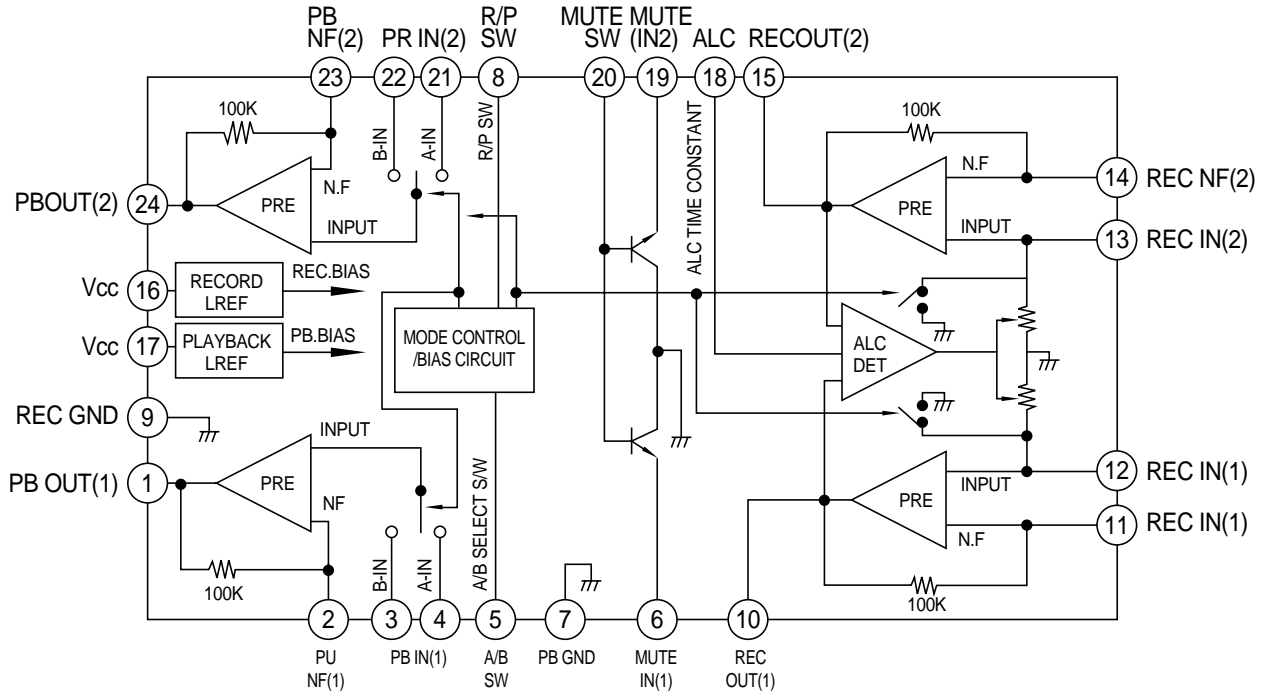 PB
NF(2)
PR IN(2)
R/P
SW
MUTE
SW
MUTE
(IN2)
ALC
RECOUT(2)
23
22
21
8
20
19
18
15
100K
B-IN
A-IN
R/P SW
ALC TIME CONSTANT
100K
N.F
PRE
INPUT
PBOUT(2)
24
N.F
PRE
INPUT
14
REC NF(2)
13
REC IN(2)
Vcc
16
RECORD
LREF
REC.BIAS
Vcc
17
PLAYBACK
LREF
PB.BIAS
MODE CONTROL
/BIAS CIRCUIT
ALC
DET
REC GND
9
PB OUT(1)
1
INPUT
PRE
NF
100K
B-IN
A-IN
A/B SELECT S/W
PRE
INPUT
N.F
100K
12
REC IN(1)
11
REC IN(1)
2
3
4
5
7
6
10
PU
NF(1)
PB IN(1)
A/B
SW
PB GND
MUTE
IN(1)
REC
OUT(1)